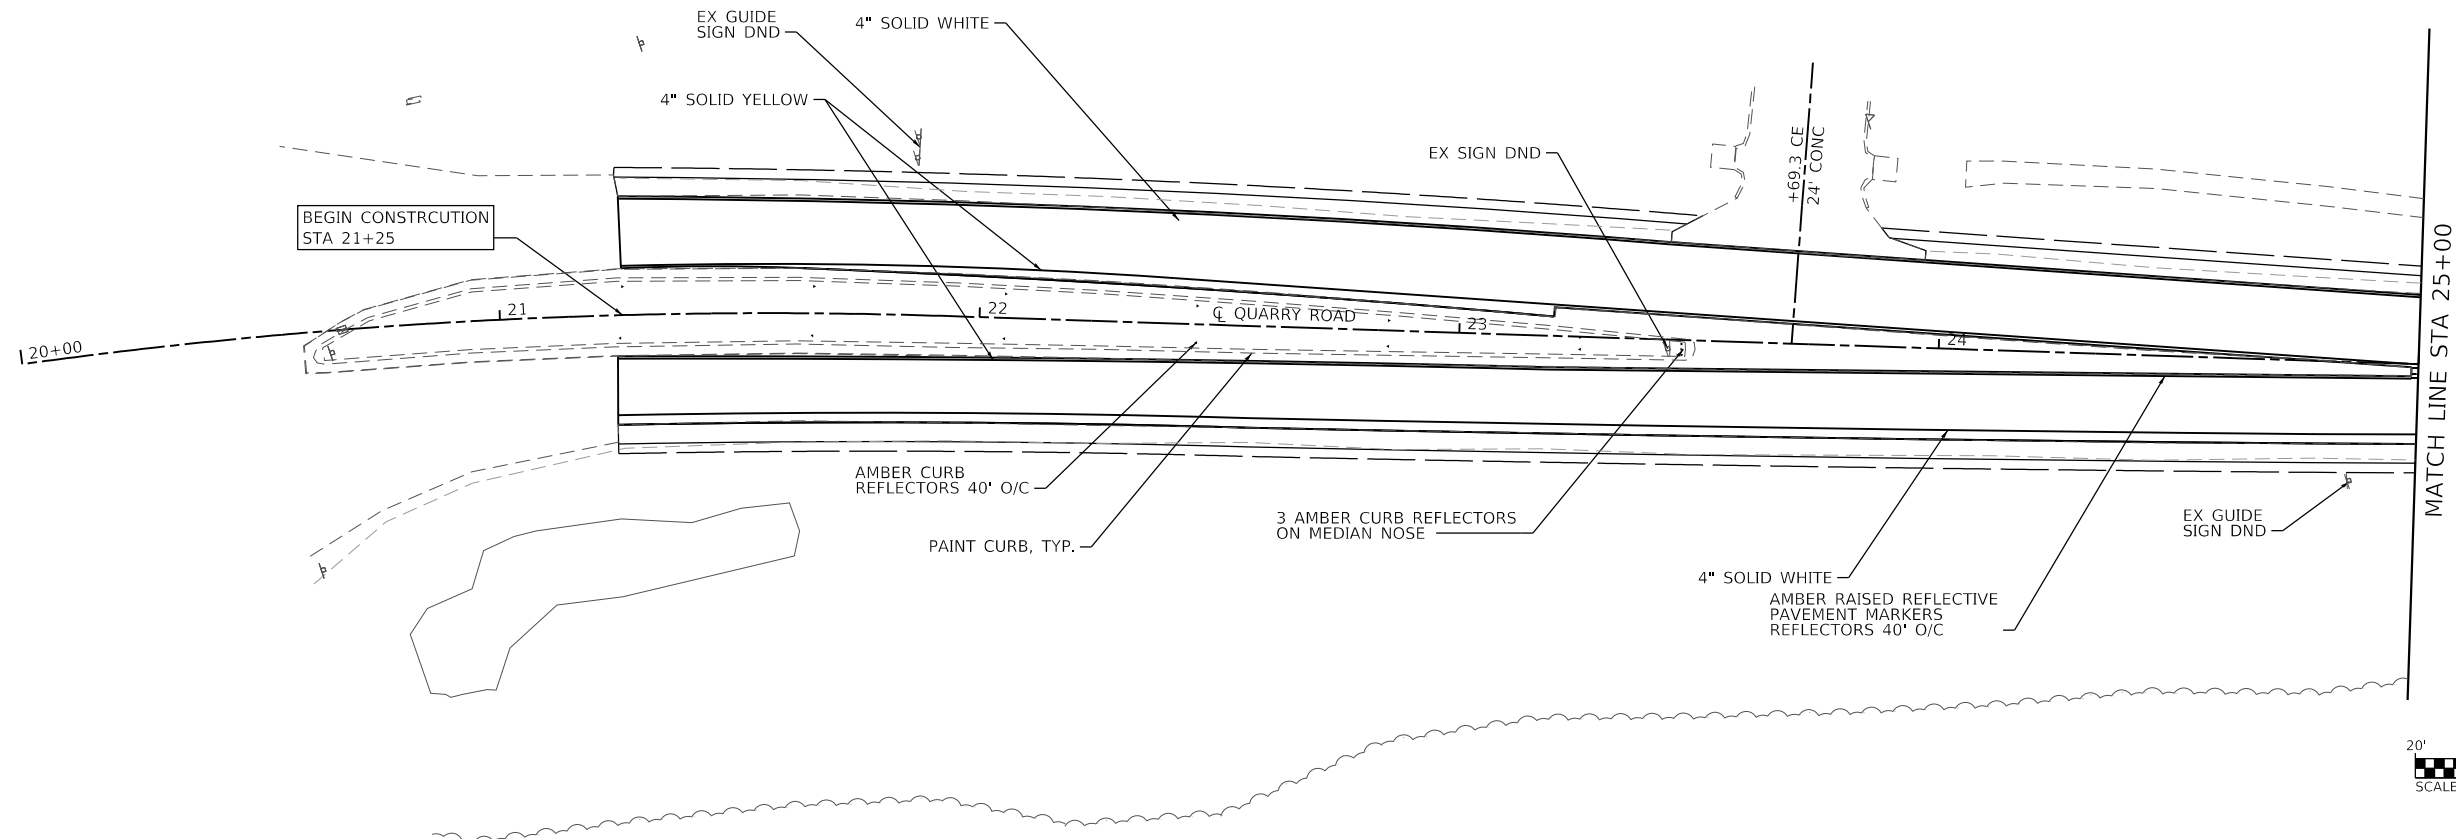 EX GUIDE
SIGN DND
4" SOLID WHITE
4" SOLID YELLOW
EX SIGN DND
+69.3 CE
24' CONC
BEGIN CONSTRCUTION
STA 21+25
20+00
21
22
℄ QUARRY ROAD
23
24
MATCH LINE STA 25+00
AMBER CURB
REFLECTORS 40' O/C
PAINT CURB, TYP.
3 AMBER CURB REFLECTORS
ON MEDIAN NOSE
EX GUIDE
SIGN DND
4" SOLID WHITE
AMBER RAISED REFLECTIVE
PAVEMENT MARKERS
REFLECTORS 40' O/C
20'
SCALE